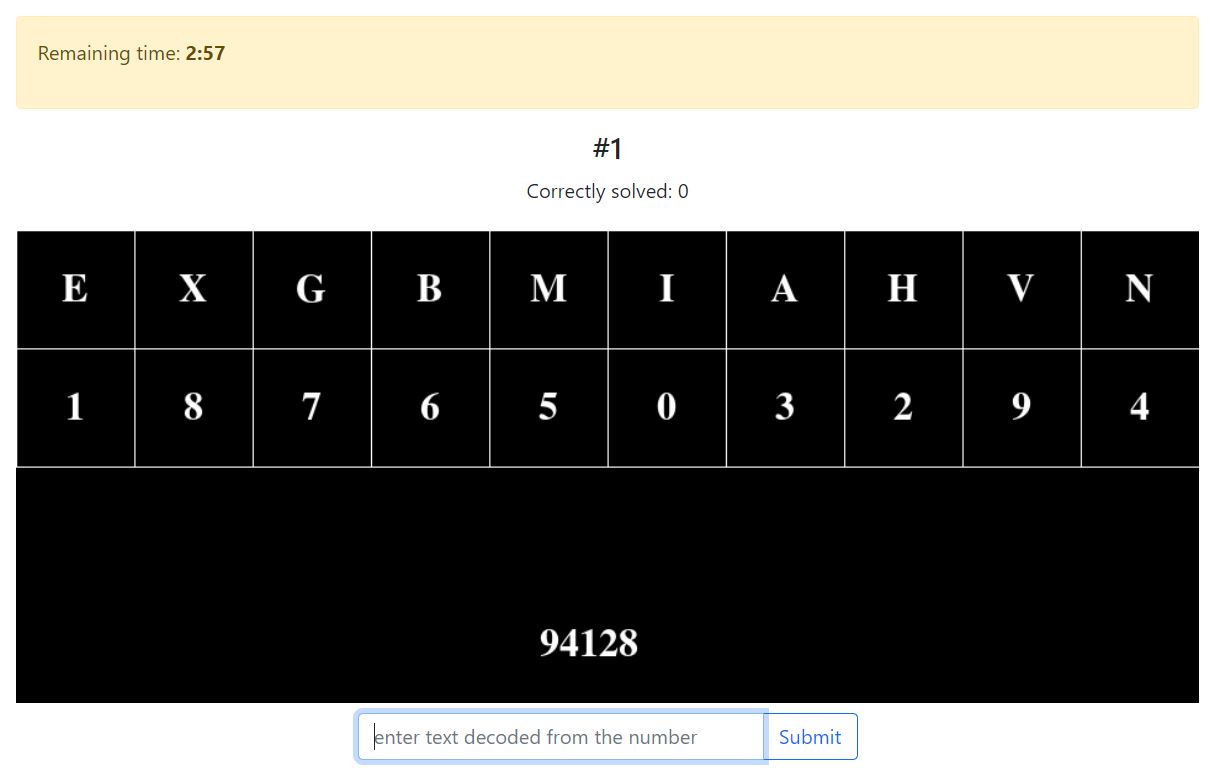 Remaining time: 2:57
#1
Correctly solved: 0
E X G B M I A H V N
1 8 7 6 5 0 3 2 9 4
94128
enter text decoded from the number Submit